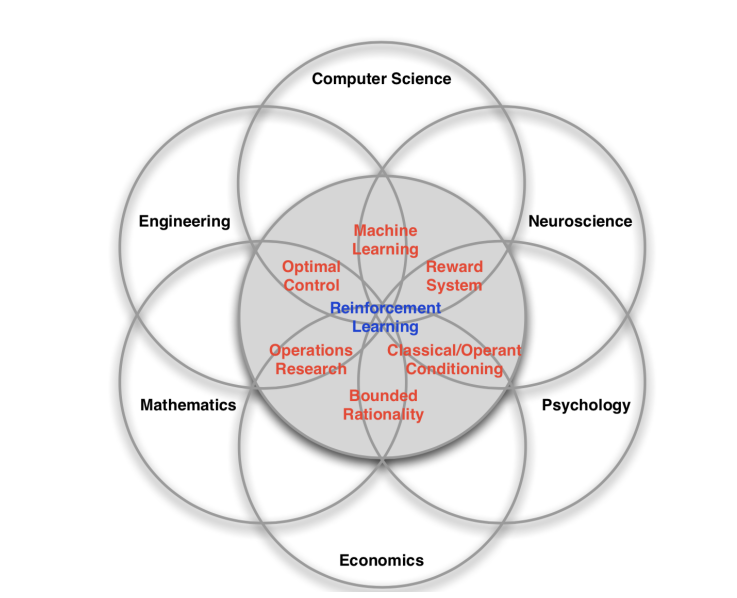 Computer Science
Engineering
Neuroscience
Machine
Learning
Optimal
Control
Reward
System
Reinforcement
Learning
Operations
Research
Classical/Operant
Conditioning
Bounded
Rationality
Mathematics
Psychology
Economics